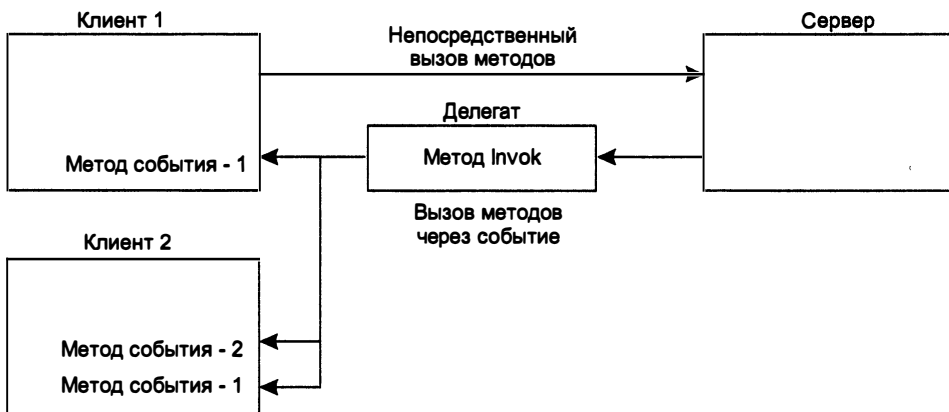 Клиент 1
Сервер
Непосредственный
вызов методов
Делегат
Метод Invok
Метод события - 1
Вызов методов
через событие
Клиент 2
Метод события - 2
Метод события - 1